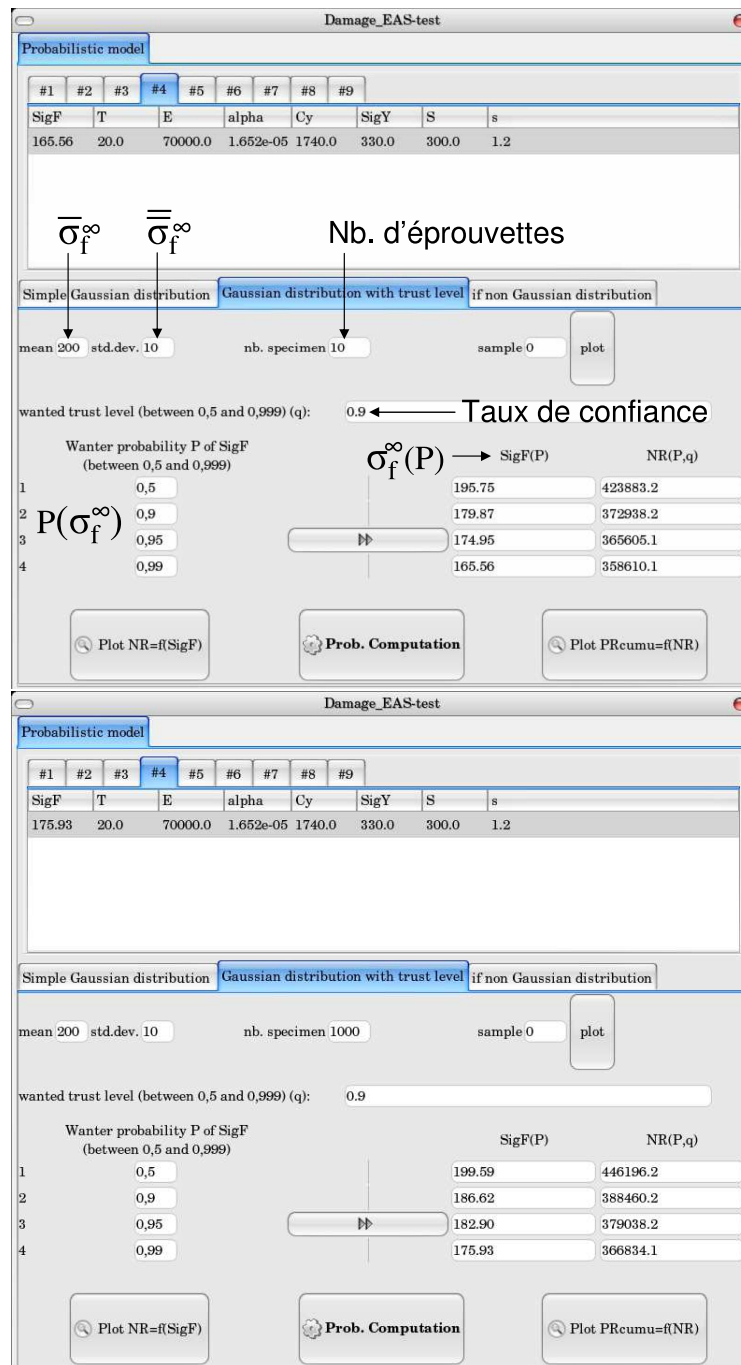 Damage_EAS-test
Probabilistic model
#1 #2 #3 #4 #5 #6 #7 #8 #9
SigF T E alpha Cy SigY S s
165.56 20.0 70000.0 1.652e-05 1740.0 330.0 300.0 1.2
σ̅f∞ σ̿f∞ Nb. d'éprouvettes
Simple Gaussian distribution Gaussian distribution with trust level if non Gaussian distribution
mean 200 std.dev. 10 nb. specimen 10 sample 0 plot
wanted trust level (between 0,5 and 0,999) (q): 0.9 Taux de confiance
Wanter probability P of SigF
(between 0,5 and 0,999)
σf∞(P) SigF(P) NR(P,q)
1 0,5 195.75 423883.2
2 0,9 179.87 372938.2
P(σf∞)
3 0,95 174.95 365605.1
4 0,99 165.56 358610.1
Plot NR=f(SigF) Prob. Computation Plot PRcumu=f(NR)
Damage_EAS-test
Probabilistic model
#1 #2 #3 #4 #5 #6 #7 #8 #9
SigF T E alpha Cy SigY S s
175.93 20.0 70000.0 1.652e-05 1740.0 330.0 300.0 1.2
Simple Gaussian distribution Gaussian distribution with trust level if non Gaussian distribution
mean 200 std.dev. 10 nb. specimen 1000 sample 0 plot
wanted trust level (between 0,5 and 0,999) (q): 0.9
Wanter probability P of SigF
(between 0,5 and 0,999)
SigF(P) NR(P,q)
1 0,5 199.59 446196.2
2 0,9 186.62 388460.2
3 0,95 182.90 379038.2
4 0,99 175.93 366834.1
Plot NR=f(SigF) Prob. Computation Plot PRcumu=f(NR)